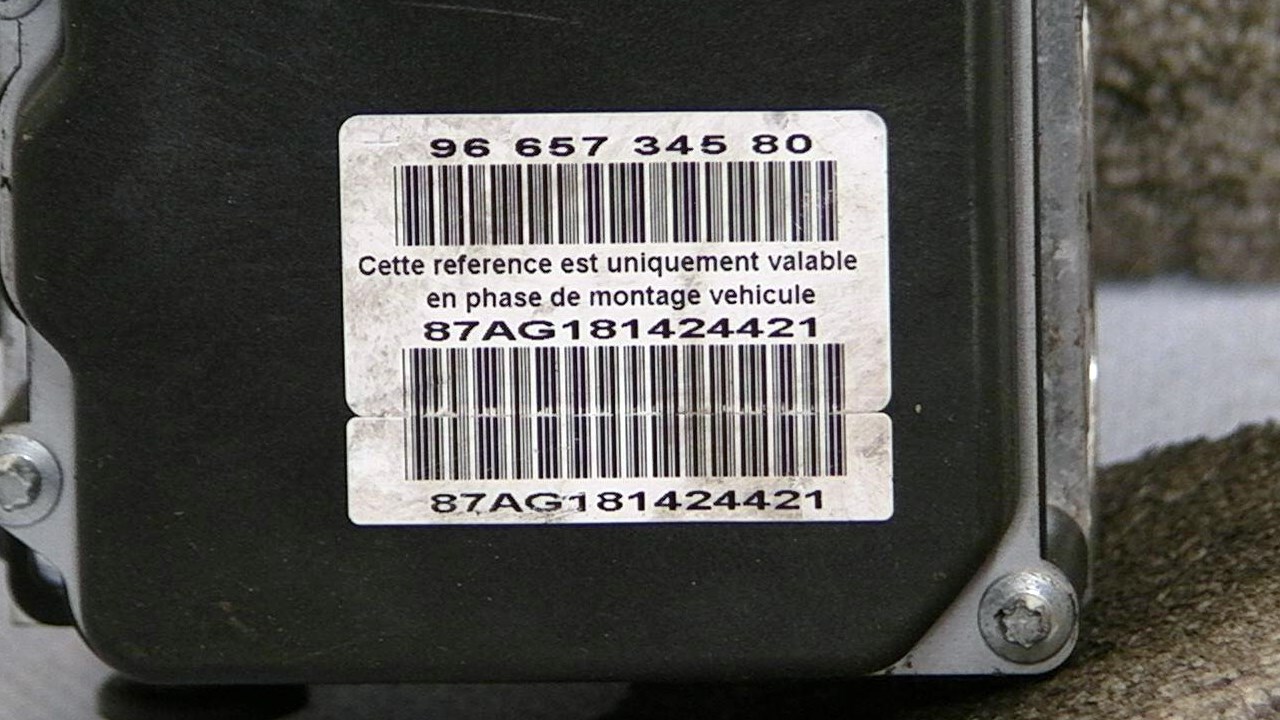 96 657 345 80
Cette reference est uniquement valable
en phase de montage vehicule
87AG181424421
87AG181424421